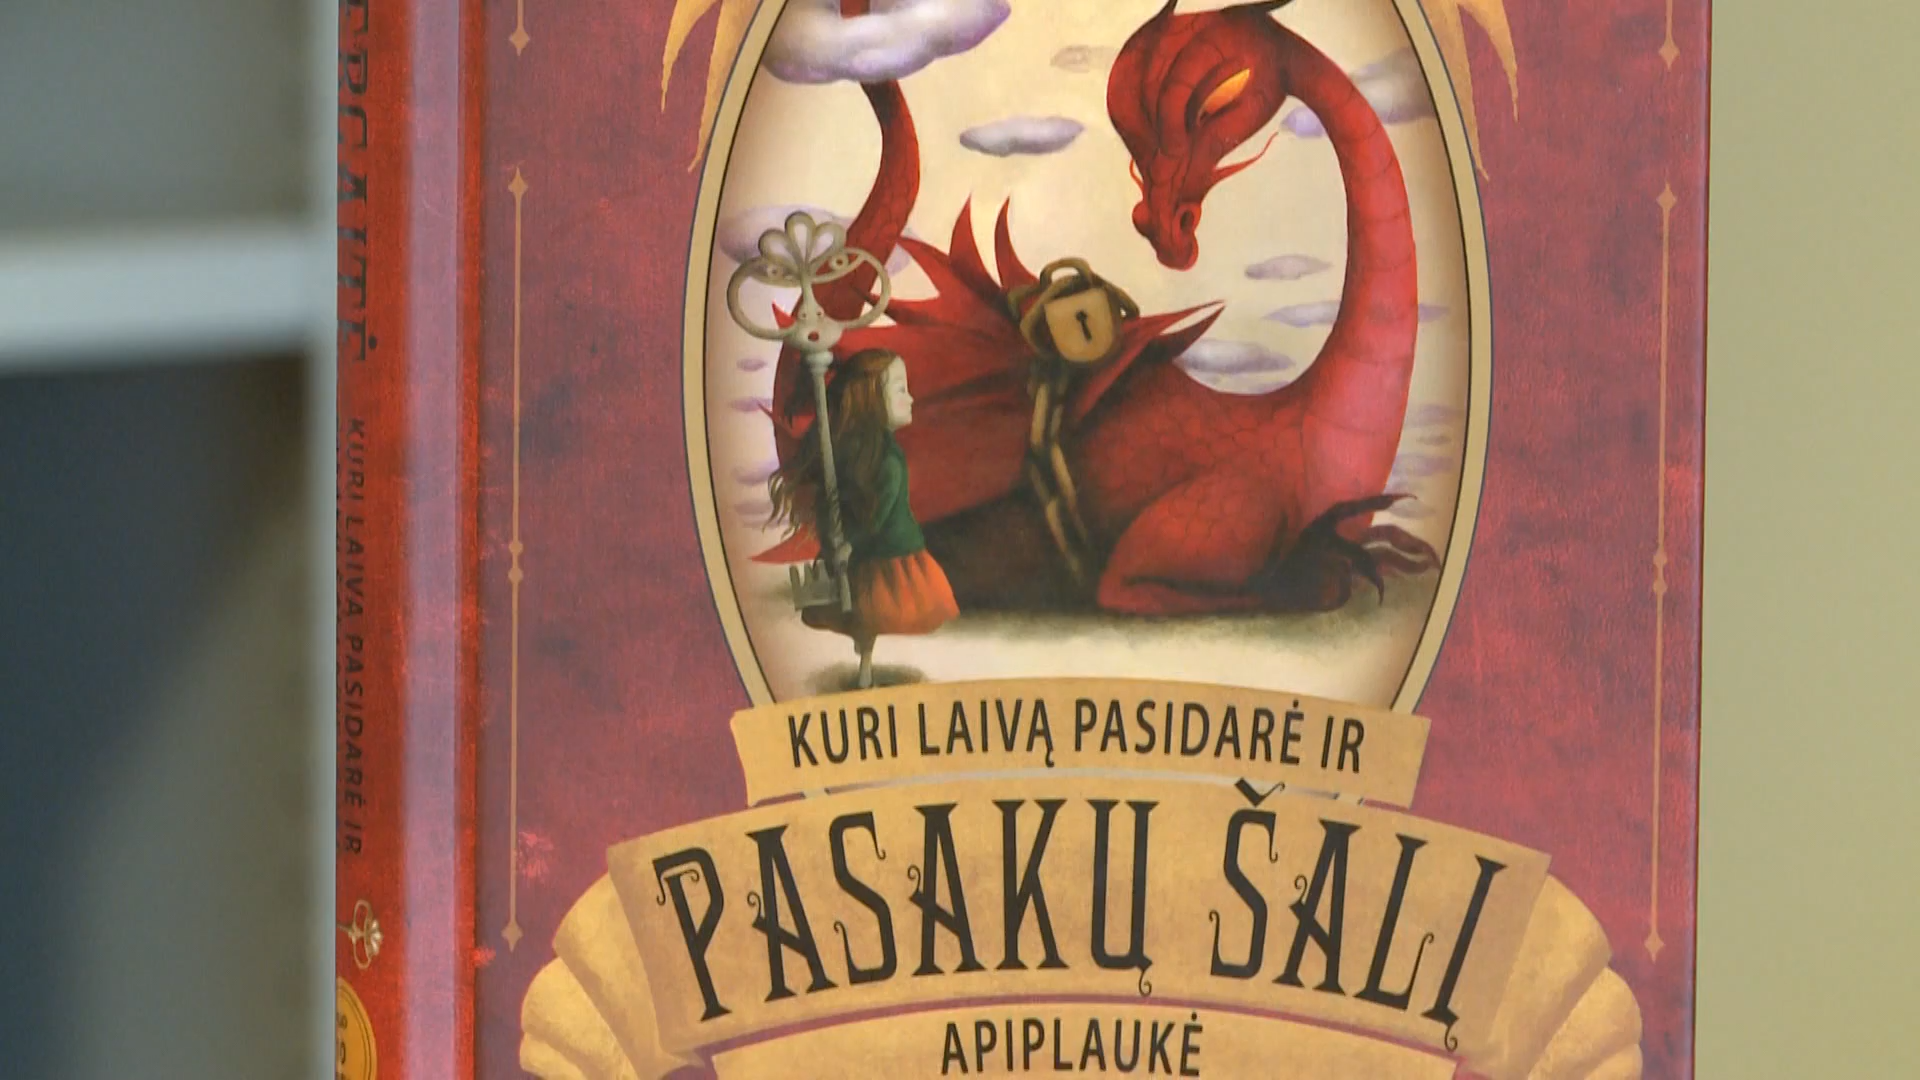 KURI LAIVĄ PASIDARĖ IR
PASAKŲ ŠALĮ
APIPLAUKĖ
KURI LAIVĄ PASIDARĖ IR